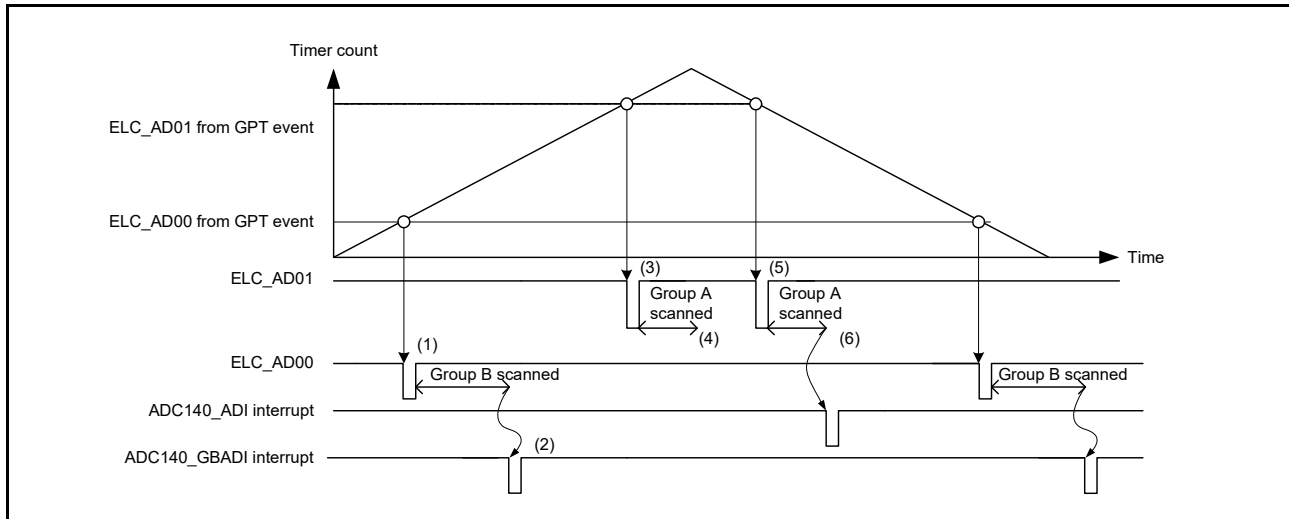 Timer count
ELC_AD01 from GPT event
ELC_AD00 from GPT event
Time
ELC_AD01
(3)
(5)
Group A
scanned
Group A
scanned
(4)
(6)
ELC_AD00
(1)
Group B scanned
Group B scanned
ADC140_ADI interrupt
ADC140_GBADI interrupt
(2)